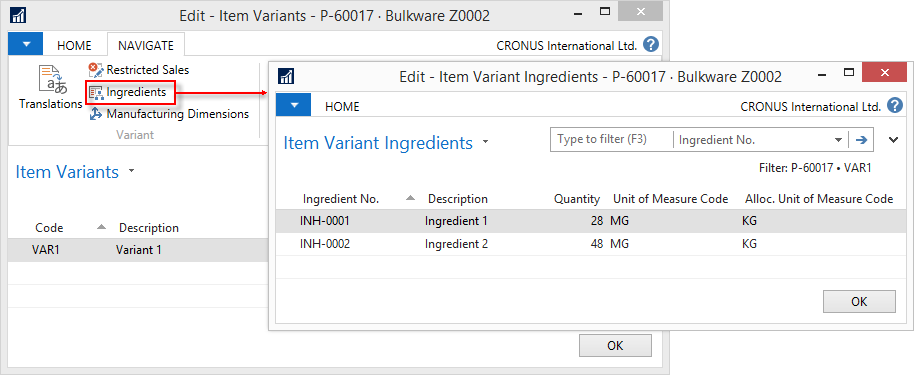 Edit - Item Variants - P-60017 · Bulkware Z0002
HOME NAVIGATE CRONUS International Ltd. ?
Translations
Restricted Sales
Ingredients
Manufacturing Dimensions
Variant
Item Variants
Code Description
VAR1 Variant 1
OK
Edit - Item Variant Ingredients - P-60017 · Bulkware Z0002
HOME CRONUS International Ltd. ?
Item Variant Ingredients Type to filter (F3) Ingredient No.
Filter: P-60017 • VAR1
Ingredient No. Description Quantity Unit of Measure Code Alloc. Unit of Measure Code
INH-0001 Ingredient 1 28 MG KG
INH-0002 Ingredient 2 48 MG KG
OK